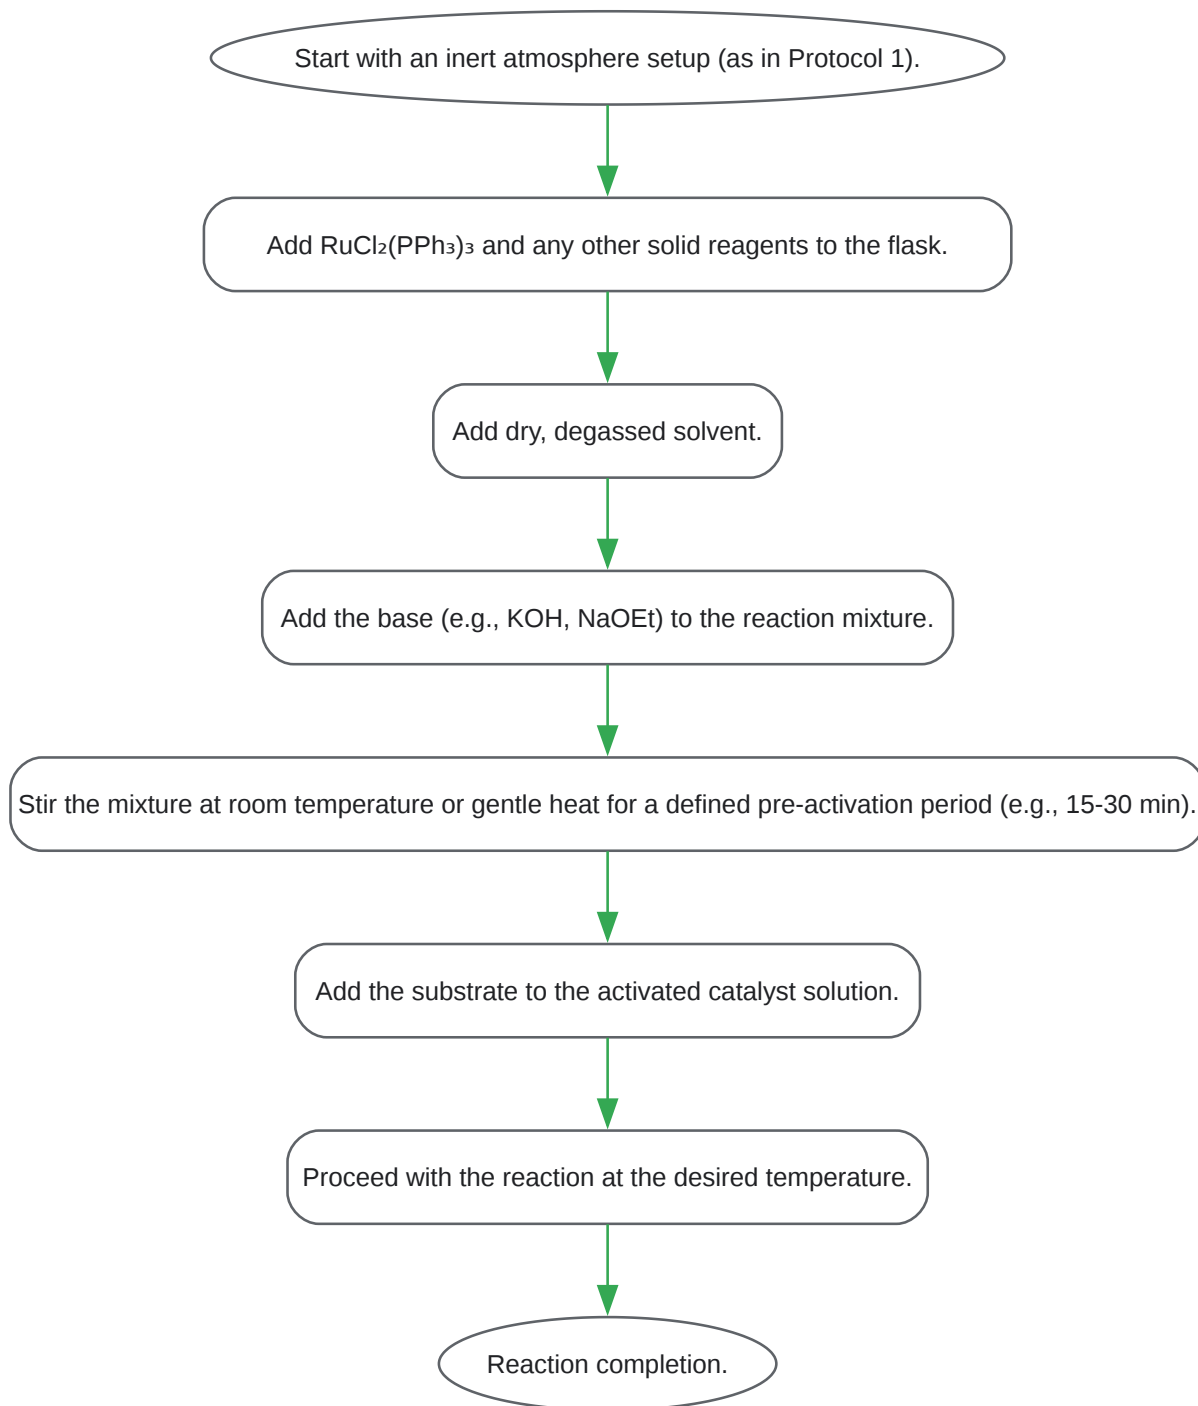 Start with an inert atmosphere setup (as in Protocol 1).
Add RuCl₂(PPh₃)₃ and any other solid reagents to the flask.
Add dry, degassed solvent.
Add the base (e.g., KOH, NaOEt) to the reaction mixture.
Stir the mixture at room temperature or gentle heat for a defined pre-activation period (e.g., 15-30 min).
Add the substrate to the activated catalyst solution.
Proceed with the reaction at the desired temperature.
Reaction completion.